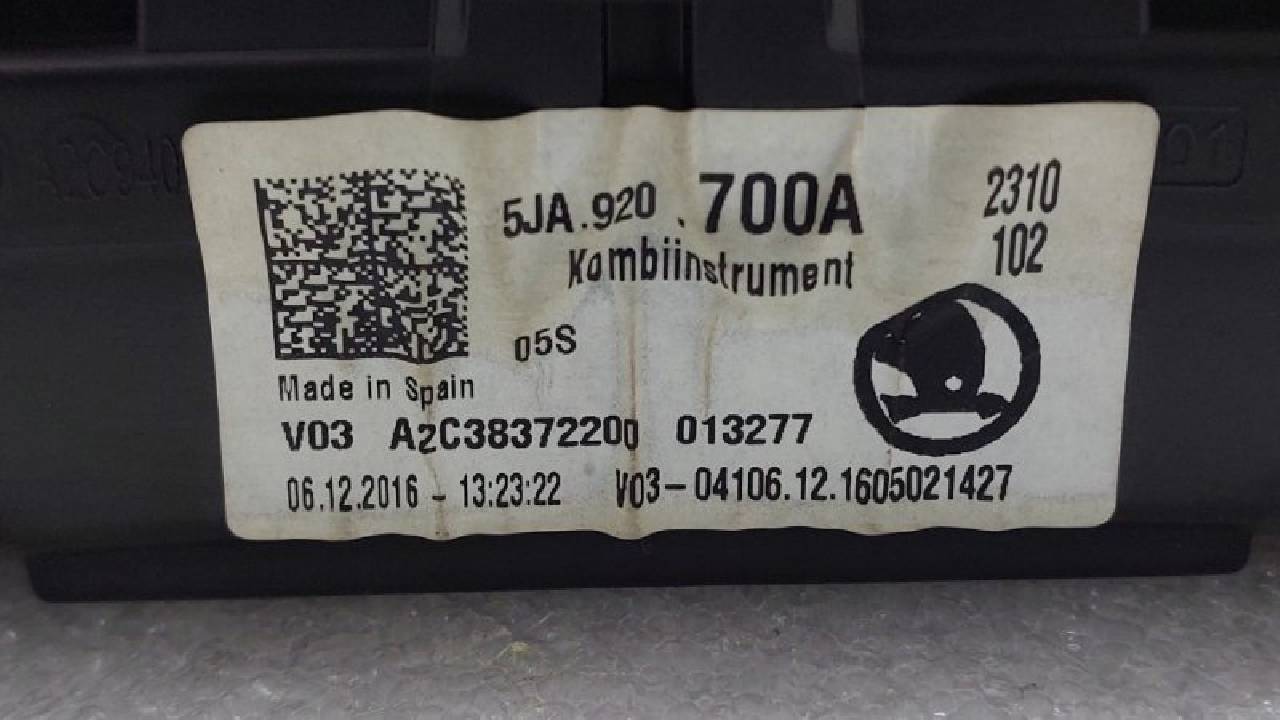 5JA.920.700A 2310
Kombiinstrument 102
05S
Made in Spain
V03 A2C38372200 013277
06.12.2016 - 13:23:22 V03-04106.12.1605021427